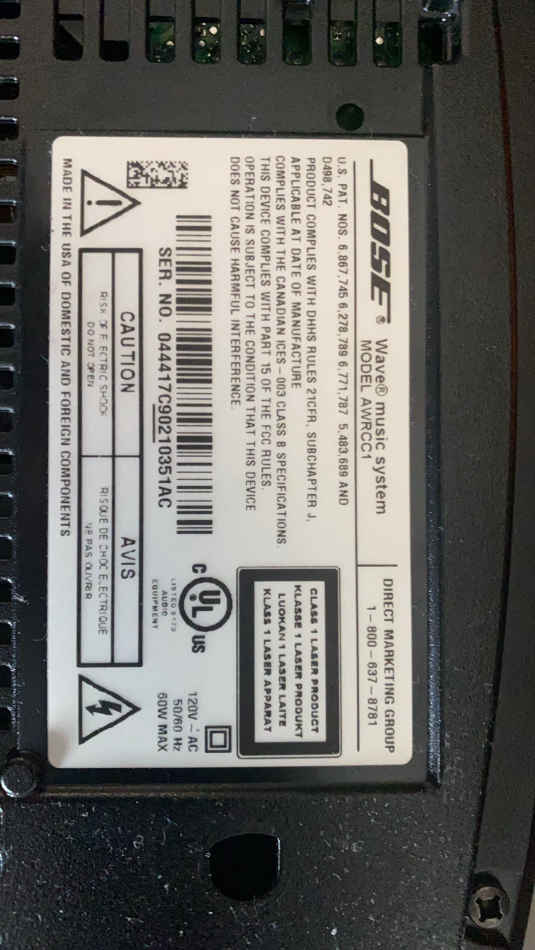 BOSE® Wave® music system
MODEL AWRCC1
DIRECT MARKETING GROUP
1-800-637-8781
U.S. PAT. NOS. 6,867,745 6,278,789 6,771,787 5,483,689 AND
D498,742
PRODUCT COMPLIES WITH DHHS RULES 21CFR, SUBCHAPTER J,
APPLICABLE AT DATE OF MANUFACTURE
COMPLIES WITH THE CANADIAN ICES-003 CLASS B SPECIFICATIONS.
THIS DEVICE COMPLIES WITH PART 15 OF THE FCC RULES.
OPERATION IS SUBJECT TO THE CONDITION THAT THIS DEVICE
DOES NOT CAUSE HARMFUL INTERFERENCE.
CLASS 1 LASER PRODUCT
KLASSE 1 LASER PRODUKT
LUOKAN 1 LASER LAITE
KLASS 1 LASER APPARAT
SER. NO. 044417C90210351AC
C UL US
LISTED
AUDIO
EQUIPMENT
120V ~ AC
50/60 Hz
60W MAX
CAUTION
RISK OF ELECTRIC SHOCK
DO NOT OPEN
AVIS
RISQUE DE CHOC ELECTRIQUE
NE PAS OUVRIR
MADE IN THE USA OF DOMESTIC AND FOREIGN COMPONENTS